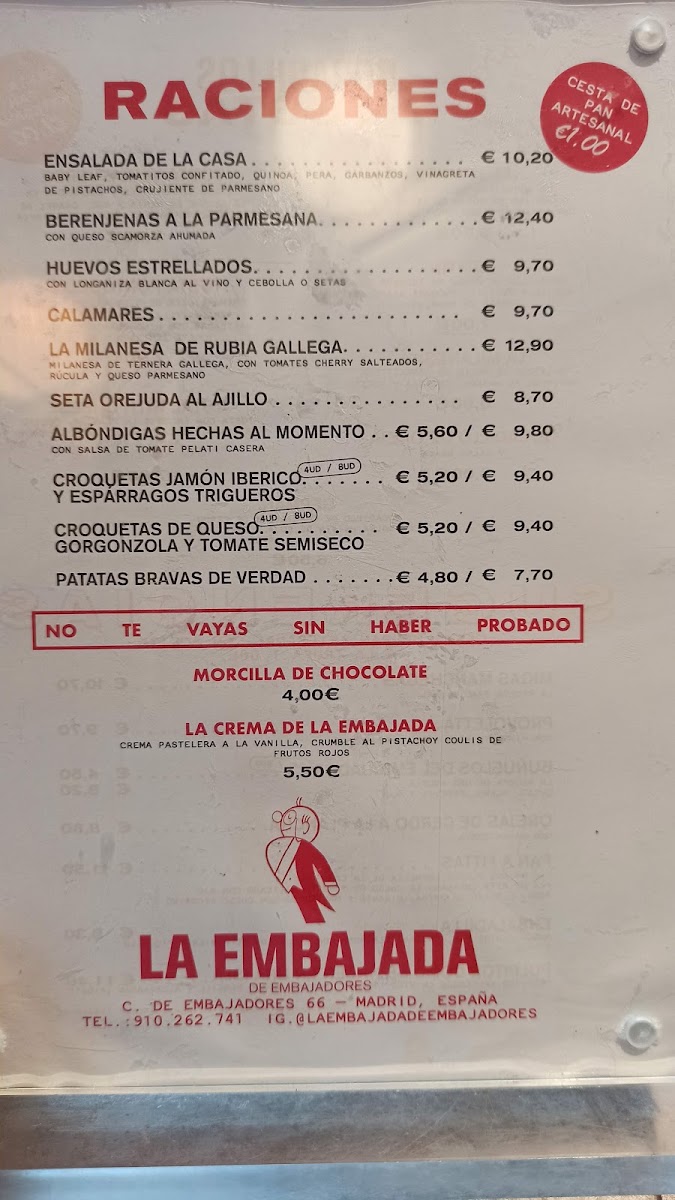 RACIONES
CESTA DE
PAN
ARTESANAL
€1.00
ENSALADA DE LA CASA . . . . . . . . . . . . . . . . . € 10,20
BABY LEAF, TOMATITOS CONFITADO, QUINOA, PERA, GARBANZOS, VINAGRETA
DE PISTACHOS, CRUJIENTE DE PARMESANO
BERENJENAS A LA PARMESANA. . . . . . . . . . . . . € 12,40
CON QUESO SCAMORZA AHUMADA
HUEVOS ESTRELLADOS. . . . . . . . . . . . . . . . . . € 9,70
CON LONGANIZA BLANCA AL VINO Y CEBOLLA O SETAS
CALAMARES . . . . . . . . . . . . . . . . . . . . . . . . € 9,70
LA MILANESA DE RUBIA GALLEGA. . . . . . . . . . . € 12,90
MILANESA DE TERNERA GALLEGA, CON TOMATES CHERRY SALTEADOS,
RÚCULA Y QUESO PARMESANO
SETA OREJUDA AL AJILLO . . . . . . . . . . . . . . . € 8,70
ALBÓNDIGAS HECHAS AL MOMENTO . . € 5,60 / € 9,80
CON SALSA DE TOMATE PELATI CASERA
CROQUETAS JAMÓN IBERICO. 4UD / 8UD . . . . . . . € 5,20 / € 9,40
Y ESPÁRRAGOS TRIGUEROS
CROQUETAS DE QUESO. 4UD / 8UD . . . . . . . . . . € 5,20 / € 9,40
GORGONZOLA Y TOMATE SEMISECO
PATATAS BRAVAS DE VERDAD . . . . . . . € 4,80 / € 7,70
NO TE VAYAS SIN HABER PROBADO
MORCILLA DE CHOCOLATE
4,00€
LA CREMA DE LA EMBAJADA
CREMA PASTELERA A LA VANILLA, CRUMBLE AL PISTACHOY COULIS DE
FRUTOS ROJOS
5,50€
LA EMBAJADA
DE EMBAJADORES
C. DE EMBAJADORES 66 — MADRID, ESPAÑA
TEL.:910.262.741 IG.@LAEMBAJADADEEMBAJADORES